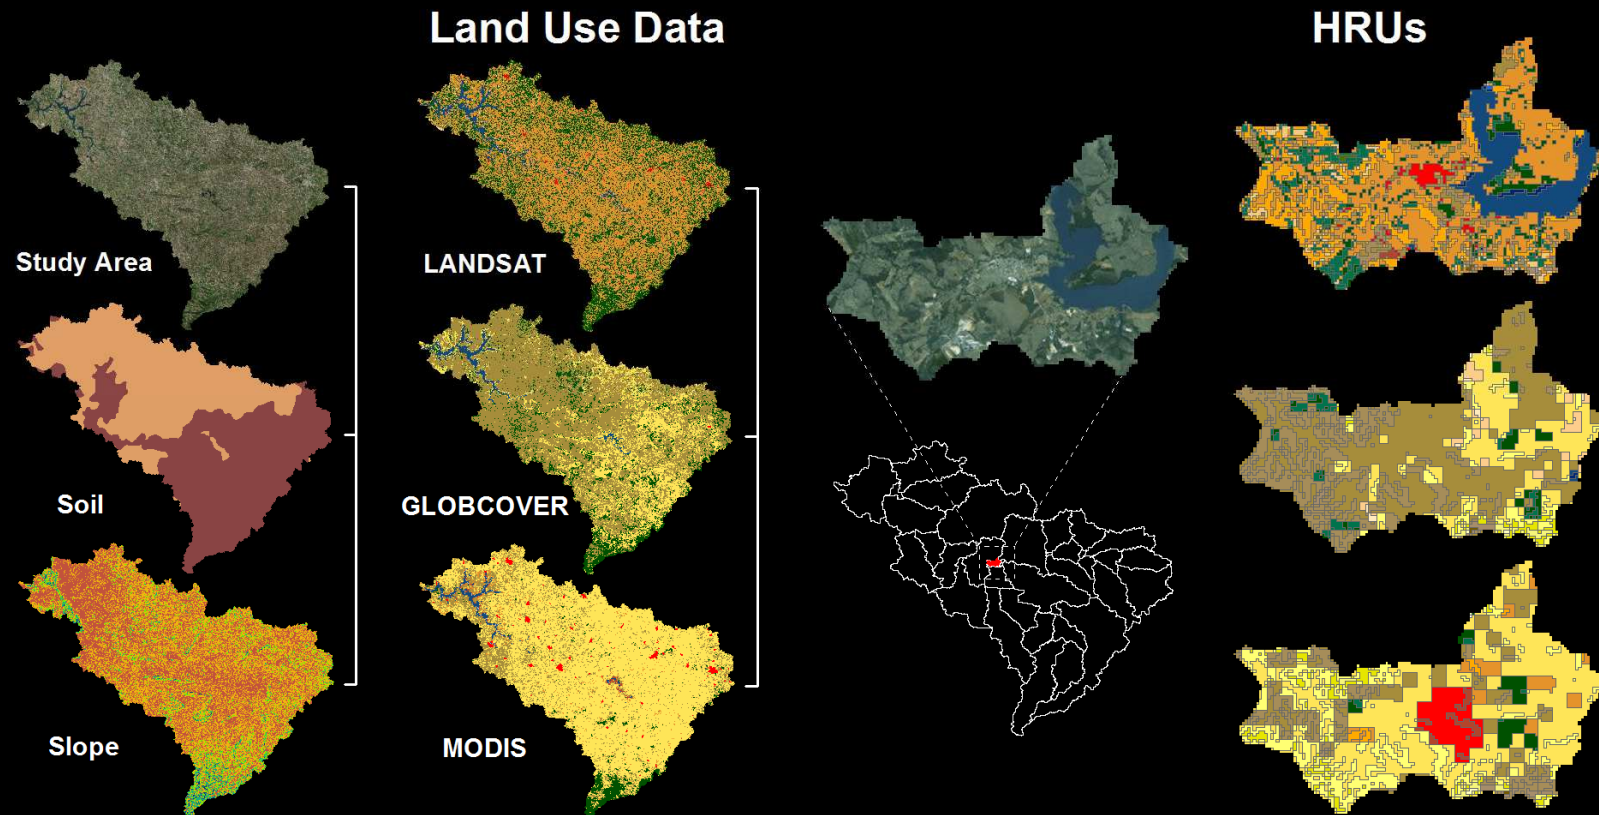 Land Use Data
HRUs
Study Area
LANDSAT
Soil
GLOBCOVER
Slope
MODIS